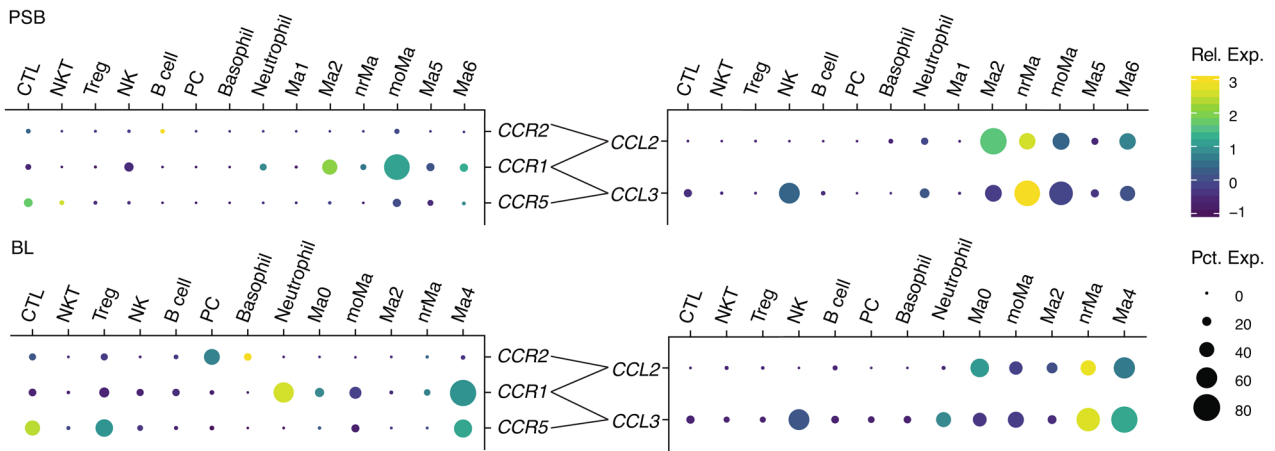 PSB
CTL NKT Treg NK B cell PC Basophil Neutrophil Ma1 Ma2 nrMa moMa Ma5 Ma6
CTL NKT Treg NK B cell PC Basophil Neutrophil Ma1 Ma2 nrMa moMa Ma5 Ma6
CCR2
CCR1
CCR5
CCL2
CCL3
Rel. Exp.
3
2
1
0
−1
BL
CTL NKT Treg NK B cell PC Basophil Neutrophil Ma0 moMa Ma2 nrMa Ma4
CTL NKT Treg NK B cell PC Basophil Neutrophil Ma0 moMa Ma2 nrMa Ma4
CCR2
CCR1
CCR5
CCL2
CCL3
Pct. Exp.
0
20
40
60
80